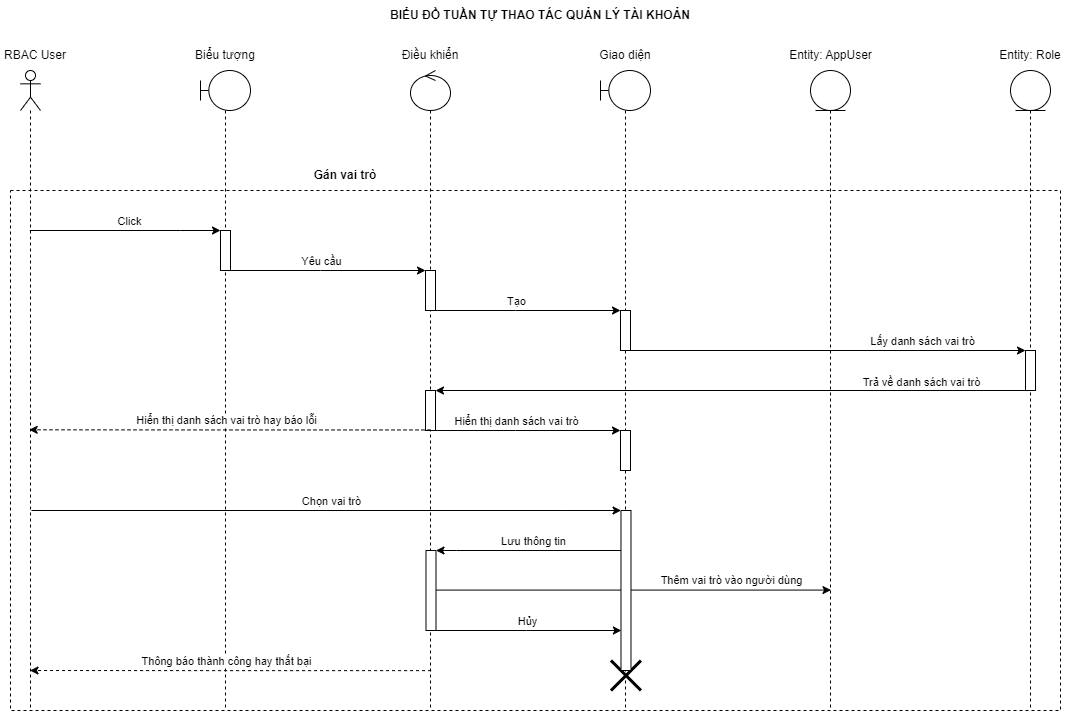 BIỂU ĐỒ TUẦN TỰ THAO TÁC QUẢN LÝ TÀI KHOẢN
RBAC User
Biểu tượng
Điều khiển
Giao diện
Entity: AppUser
Entity: Role
Gán vai trò
Click
Yêu cầu
Tạo
Lấy danh sách vai trò
Trả về danh sách vai trò
Hiển thị danh sách vai trò hay báo lỗi
Hiển thị danh sách vai trò
Chọn vai trò
Lưu thông tin
Thêm vai trò vào người dùng
Hủy
Thông báo thành công hay thất bại